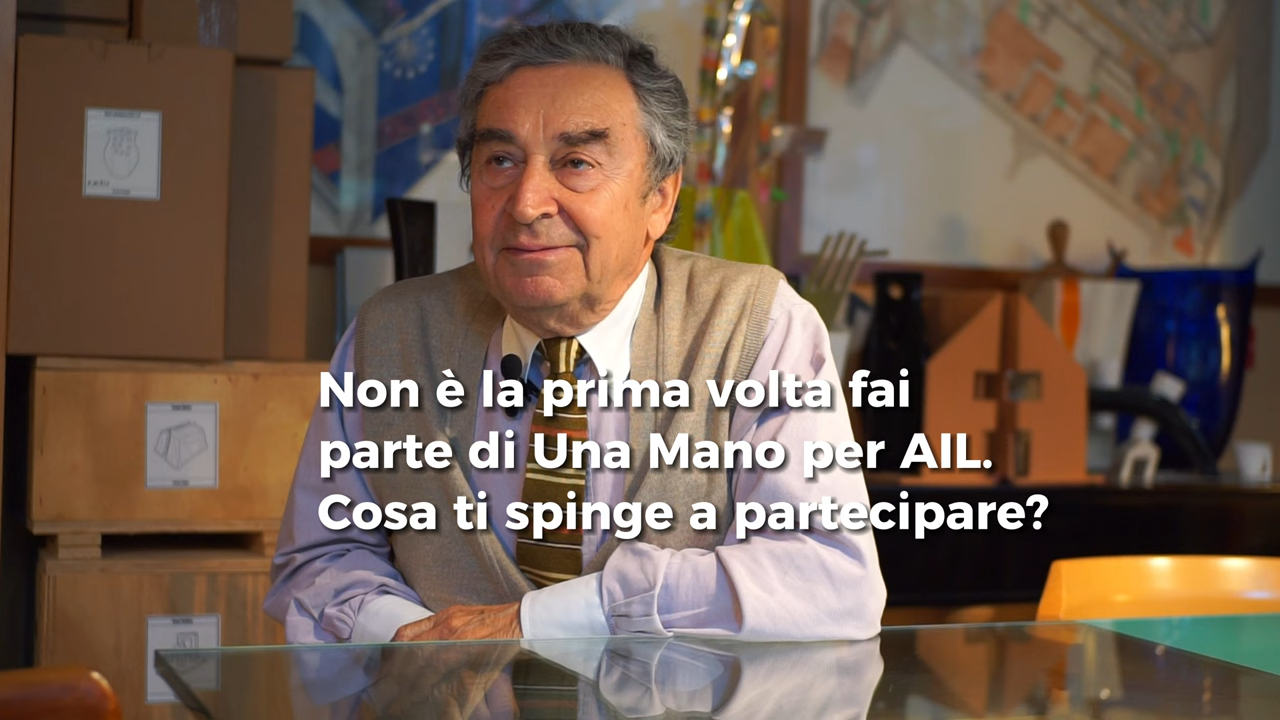 Non è la prima volta fai
parte di Una Mano per AIL.
Cosa ti spinge a partecipare?